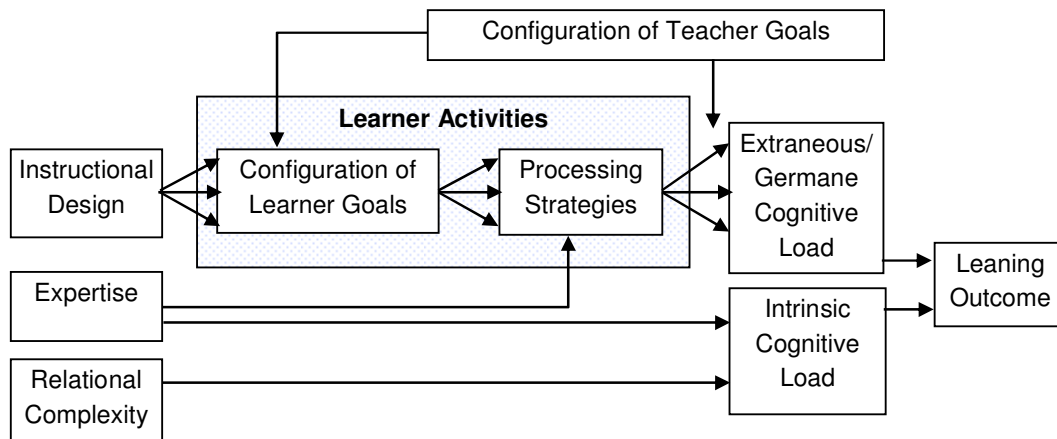 Configuration of Teacher Goals
Learner Activities
Instructional
Design
Configuration of
Learner Goals
Processing
Strategies
Extraneous/
Germane
Cognitive
Load
Expertise
Intrinsic
Cognitive
Load
Leaning
Outcome
Relational
Complexity